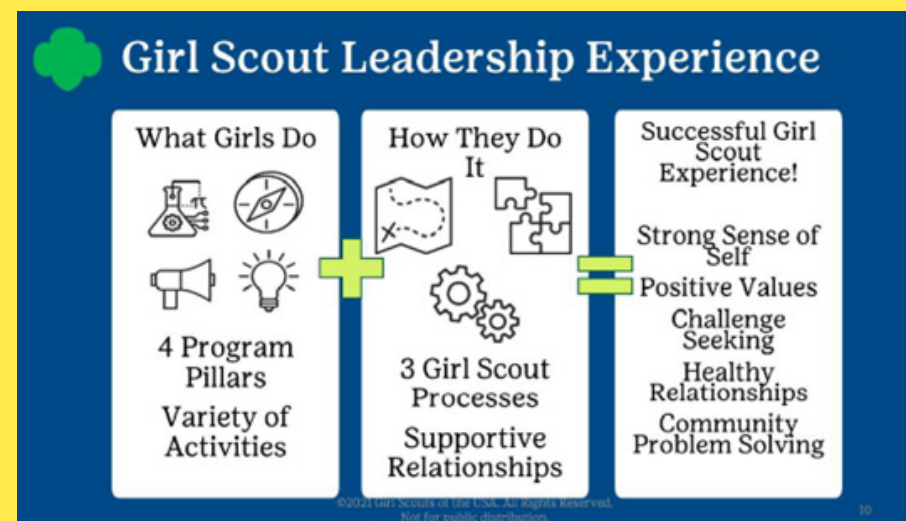 Girl Scout Leadership Experience
What Girls Do
π
4 Program
Pillars
Variety of
Activities
How They Do
It
X
3 Girl Scout
Processes
Supportive
Relationships
Successful Girl
Scout
Experience!
Strong Sense of
Self
Positive Values
Challenge
Seeking
Healthy
Relationships
Community
Problem Solving
©2021 Girl Scouts of the USA. All Rights Reserved.
Not for public distribution.
10